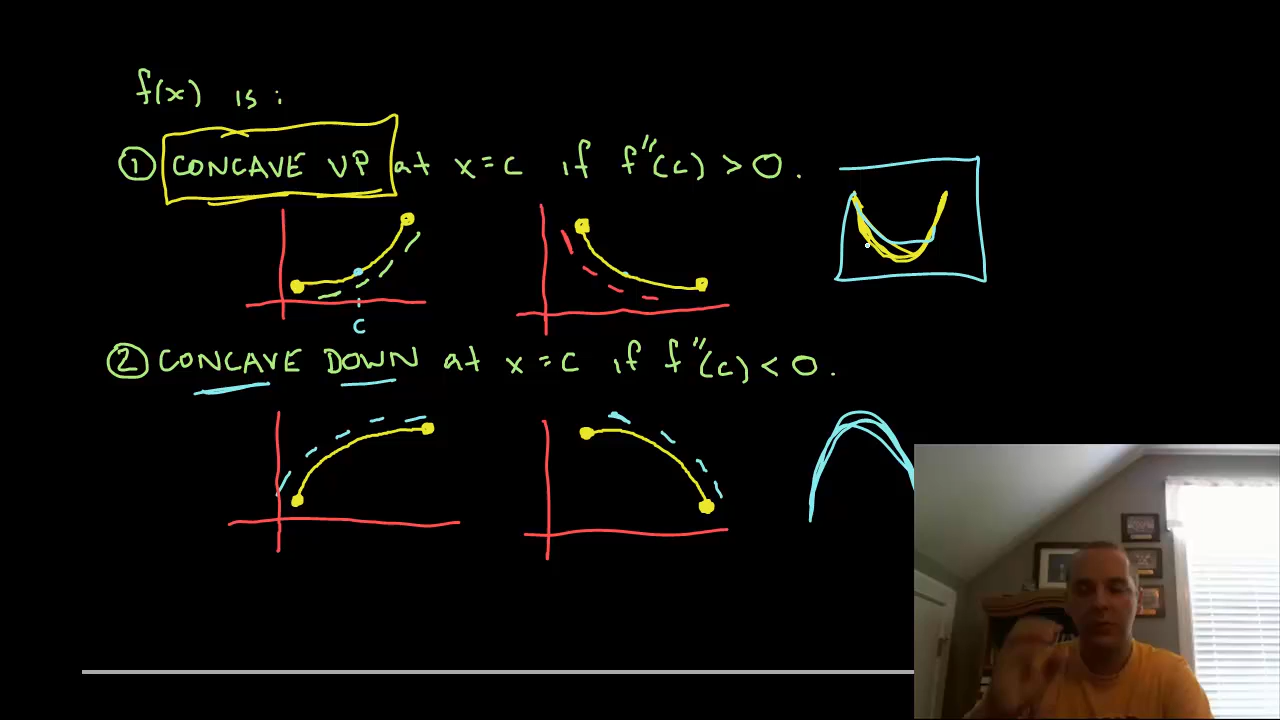 f(x) is:
① CONCAVE UP at x=c if f"(c) > 0.
c
② CONCAVE DOWN at x=c if f"(c) < 0.